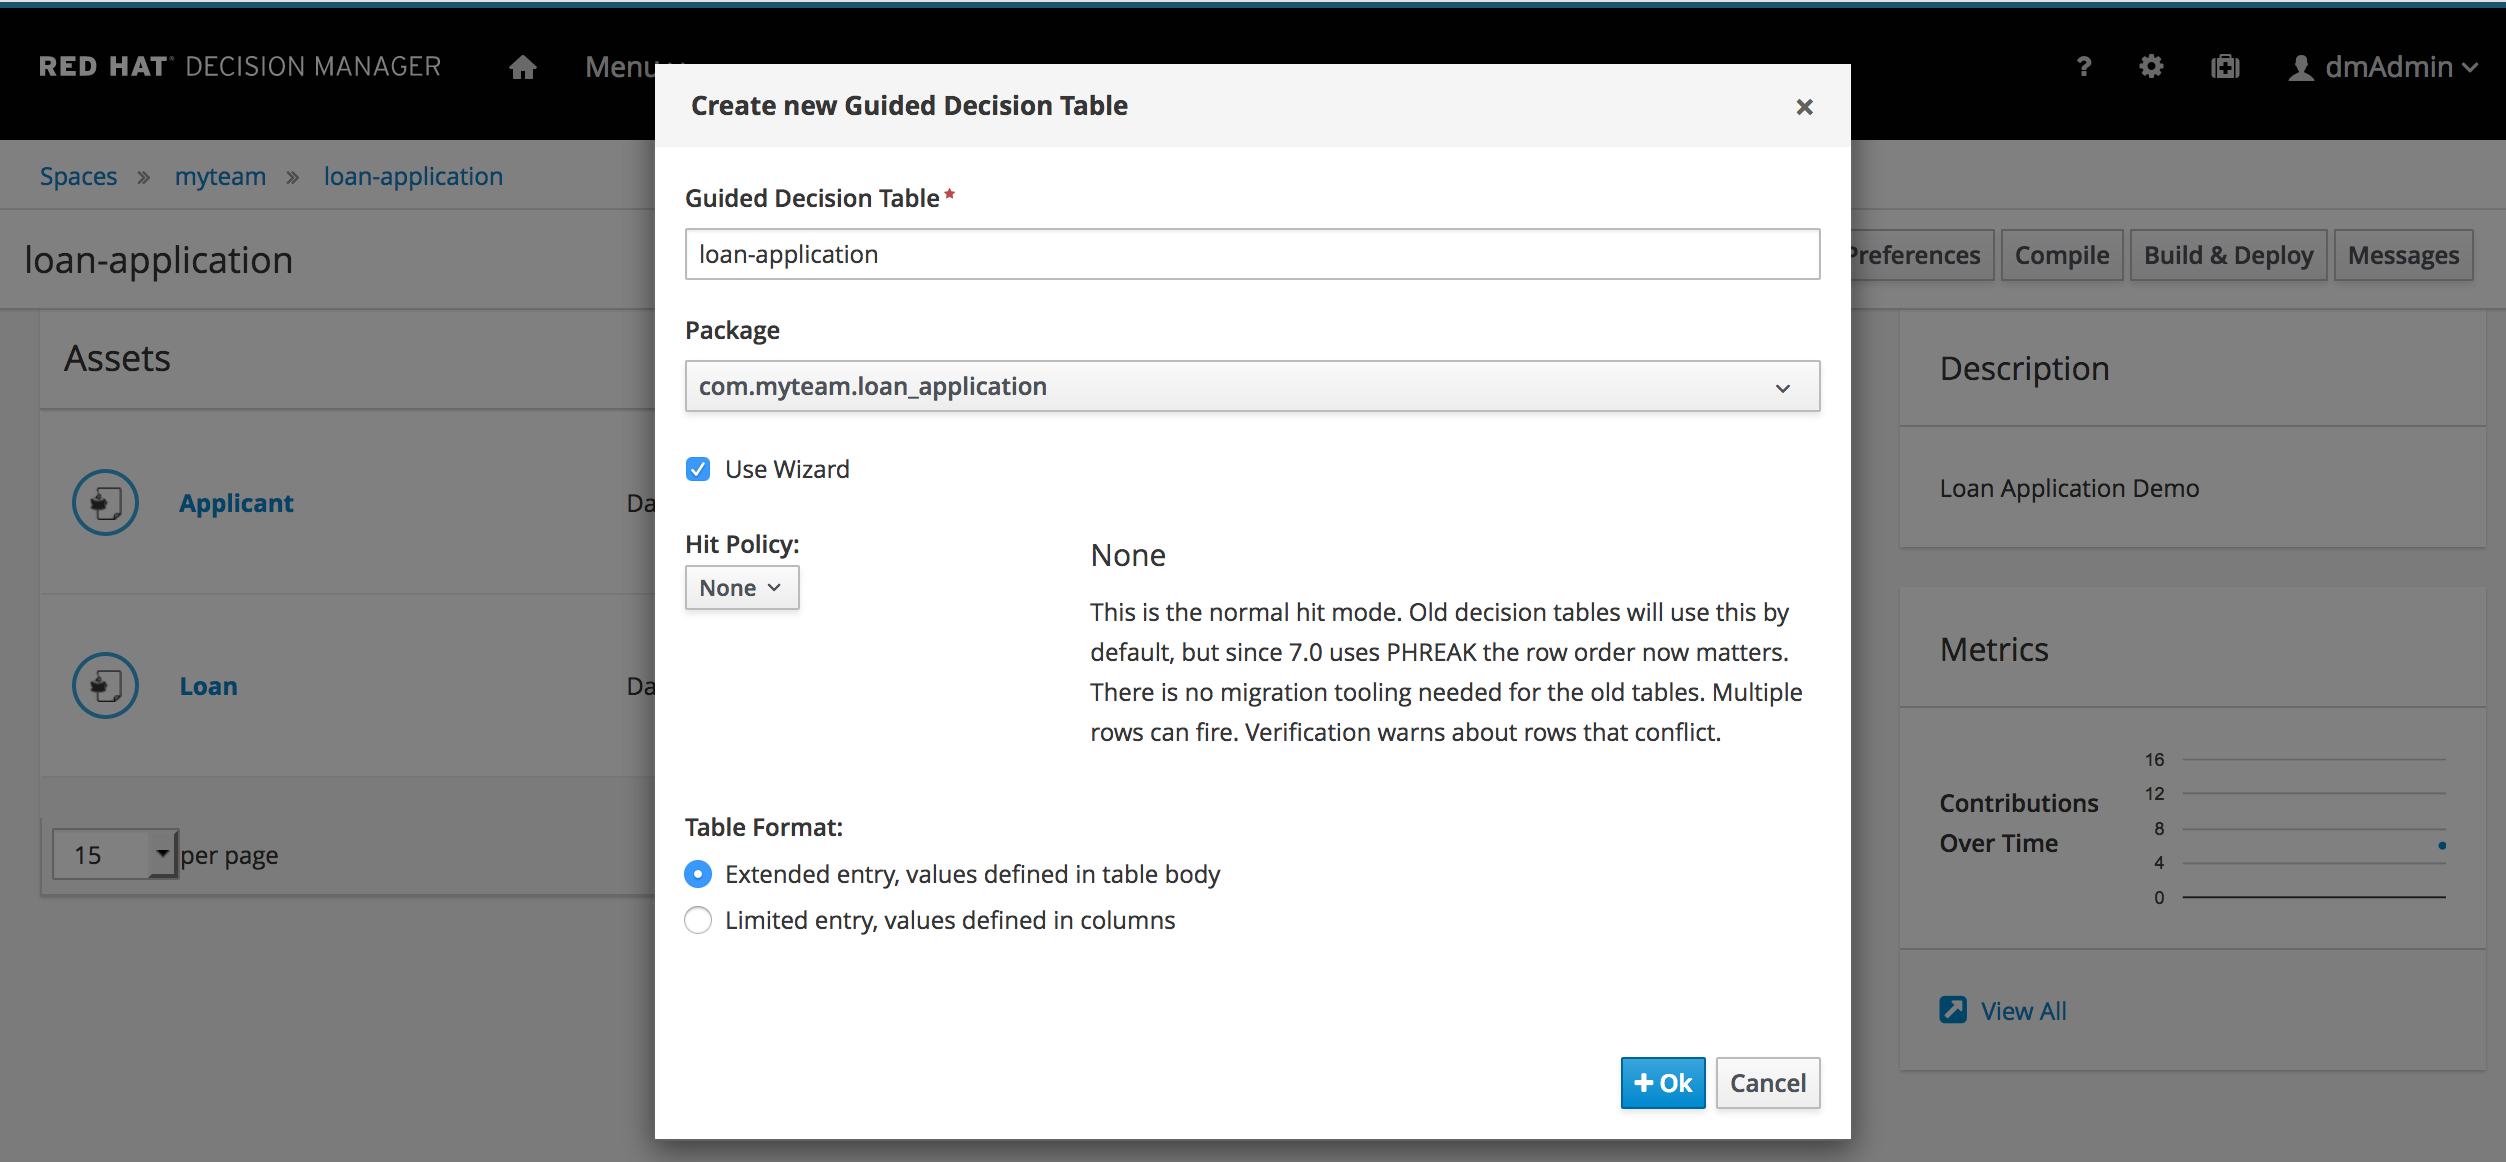 RED HAT DECISION MANAGER
Menu
? dmAdmin
Create new Guided Decision Table
Spaces » myteam » loan-application
loan-application
Preferences
Compile
Build & Deploy
Messages
Guided Decision Table*
loan-application
Package
com.myteam.loan_application
Use Wizard
Hit Policy:
None
None
This is the normal hit mode. Old decision tables will use this by
default, but since 7.0 uses PHREAK the row order now matters.
There is no migration tooling needed for the old tables. Multiple
rows can fire. Verification warns about rows that conflict.
Table Format:
Extended entry, values defined in table body
Limited entry, values defined in columns
+ Ok
Cancel
Assets
Applicant
Da
Loan
Da
15 per page
Description
Loan Application Demo
Metrics
Contributions
Over Time
16
12
8
4
0
View All